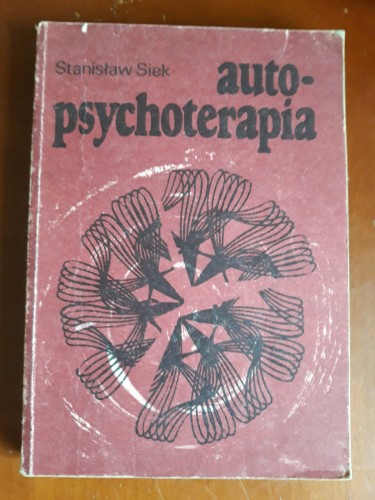 Stanisław Siek
auto-
psychoterapia